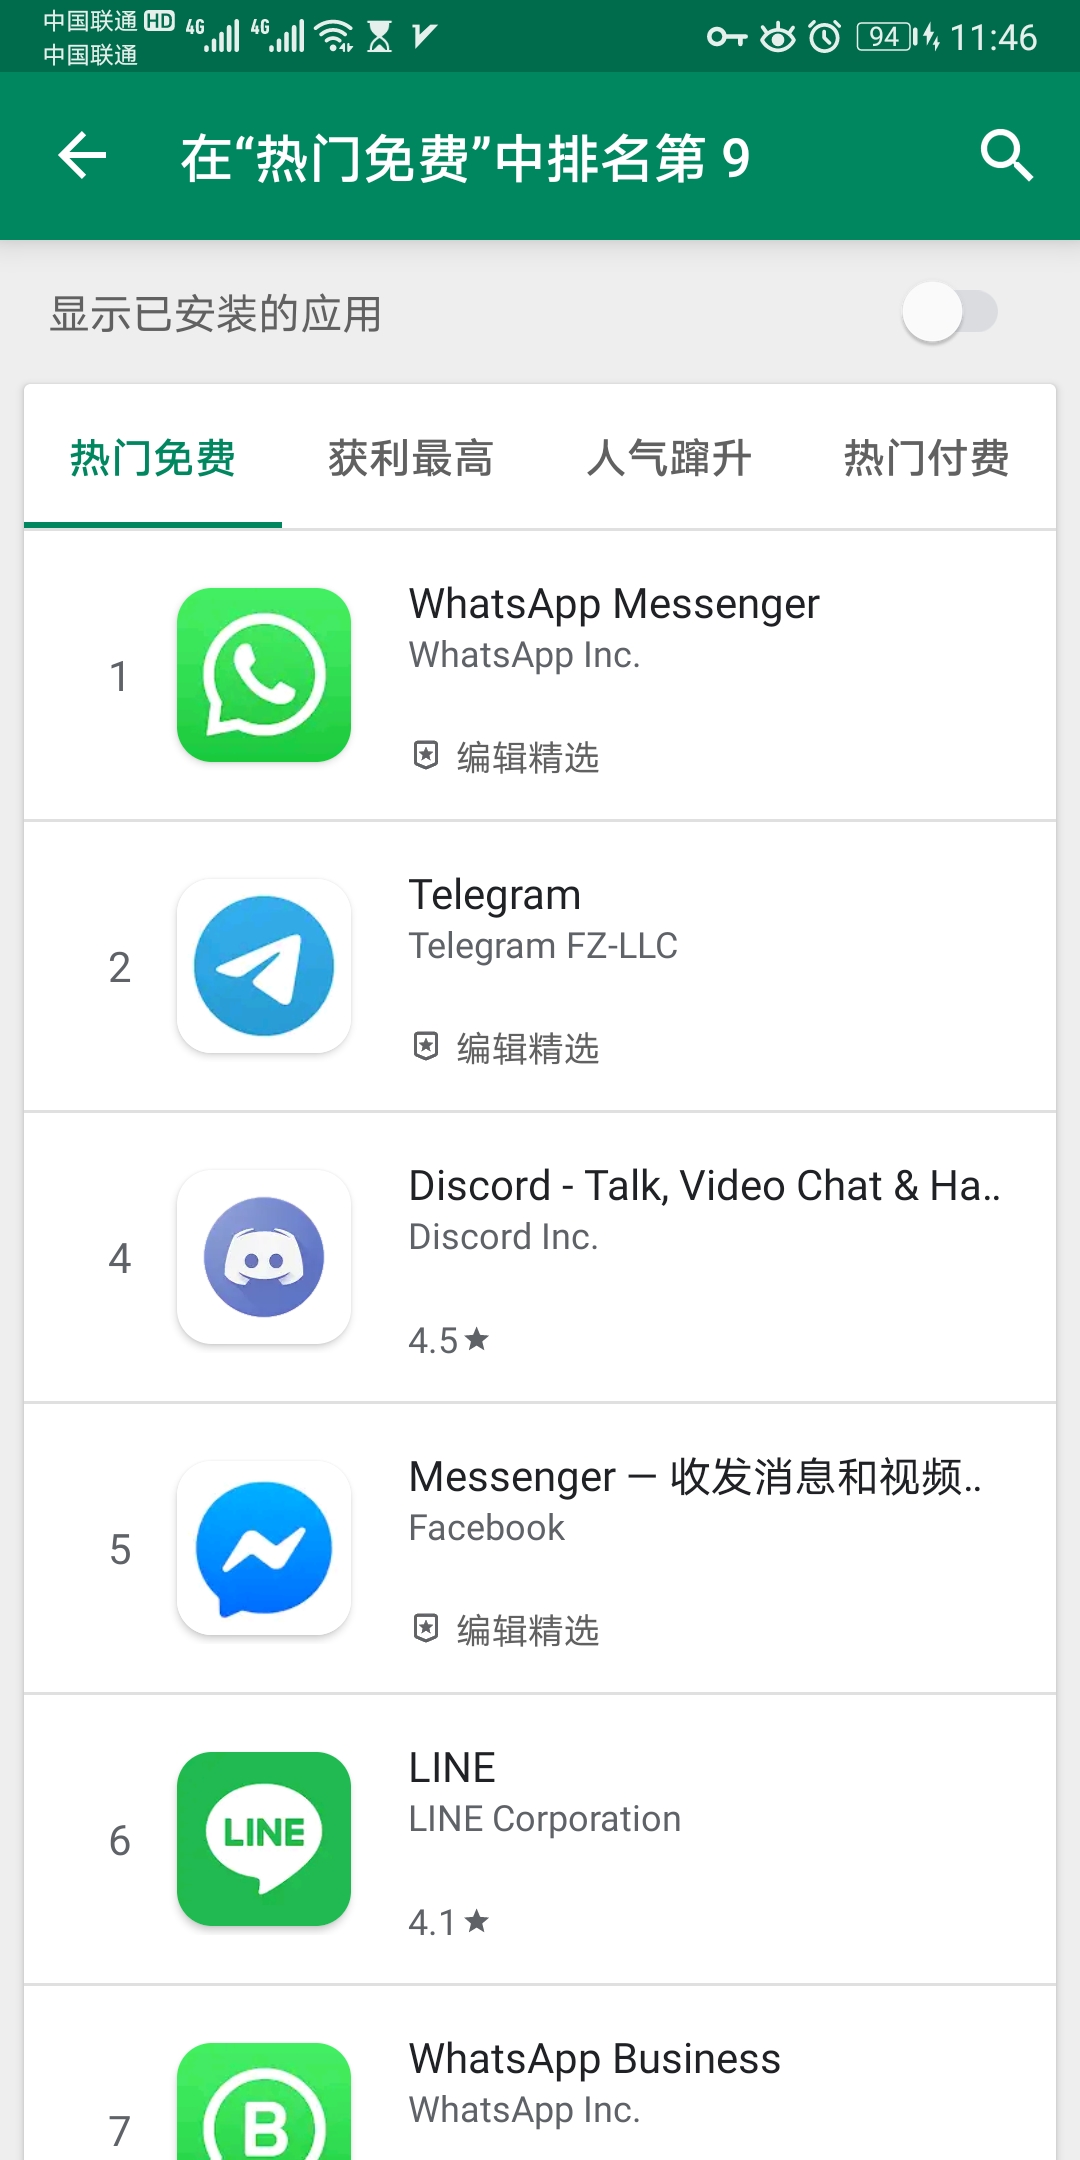 中国联通 HD 4G 4G 94 11:46
中国联通
在“热门免费”中排名第 9
显示已安装的应用
热门免费 获利最高 人气蹿升 热门付费
1
WhatsApp Messenger
WhatsApp Inc.
编辑精选
2
Telegram
Telegram FZ-LLC
编辑精选
4
Discord - Talk, Video Chat & Ha..
Discord Inc.
4.5★
5
Messenger — 收发消息和视频..
Facebook
编辑精选
6
LINE
LINE
LINE Corporation
4.1★
7
B
WhatsApp Business
WhatsApp Inc.